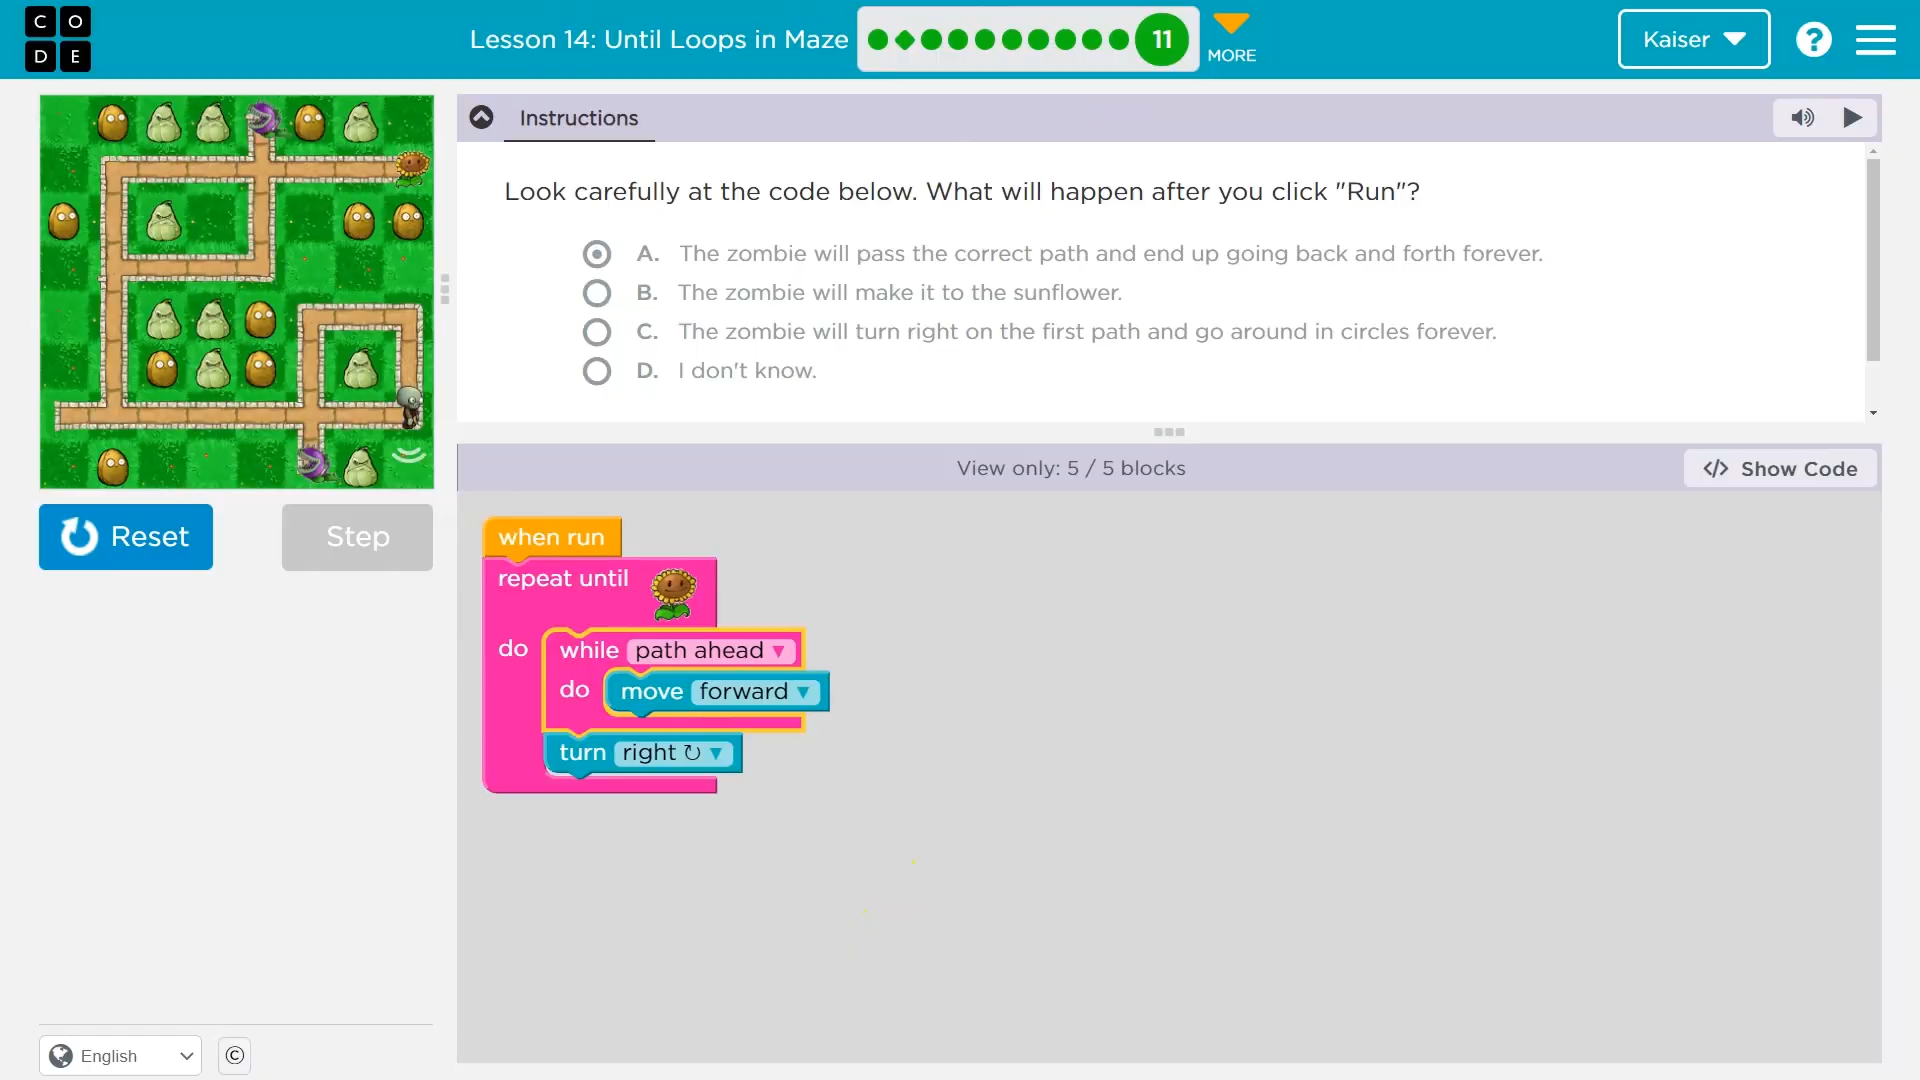 C O
D E
Lesson 14: Until Loops in Maze
11
MORE
Kaiser
?
Instructions
Look carefully at the code below. What will happen after you click "Run"?
A. The zombie will pass the correct path and end up going back and forth forever.
B. The zombie will make it to the sunflower.
C. The zombie will turn right on the first path and go around in circles forever.
D. I don't know.
View only: 5 / 5 blocks
</> Show Code
Reset
Step
when run
repeat until
do
while path ahead ▼
do
move forward ▼
turn right ↻ ▼
English
©